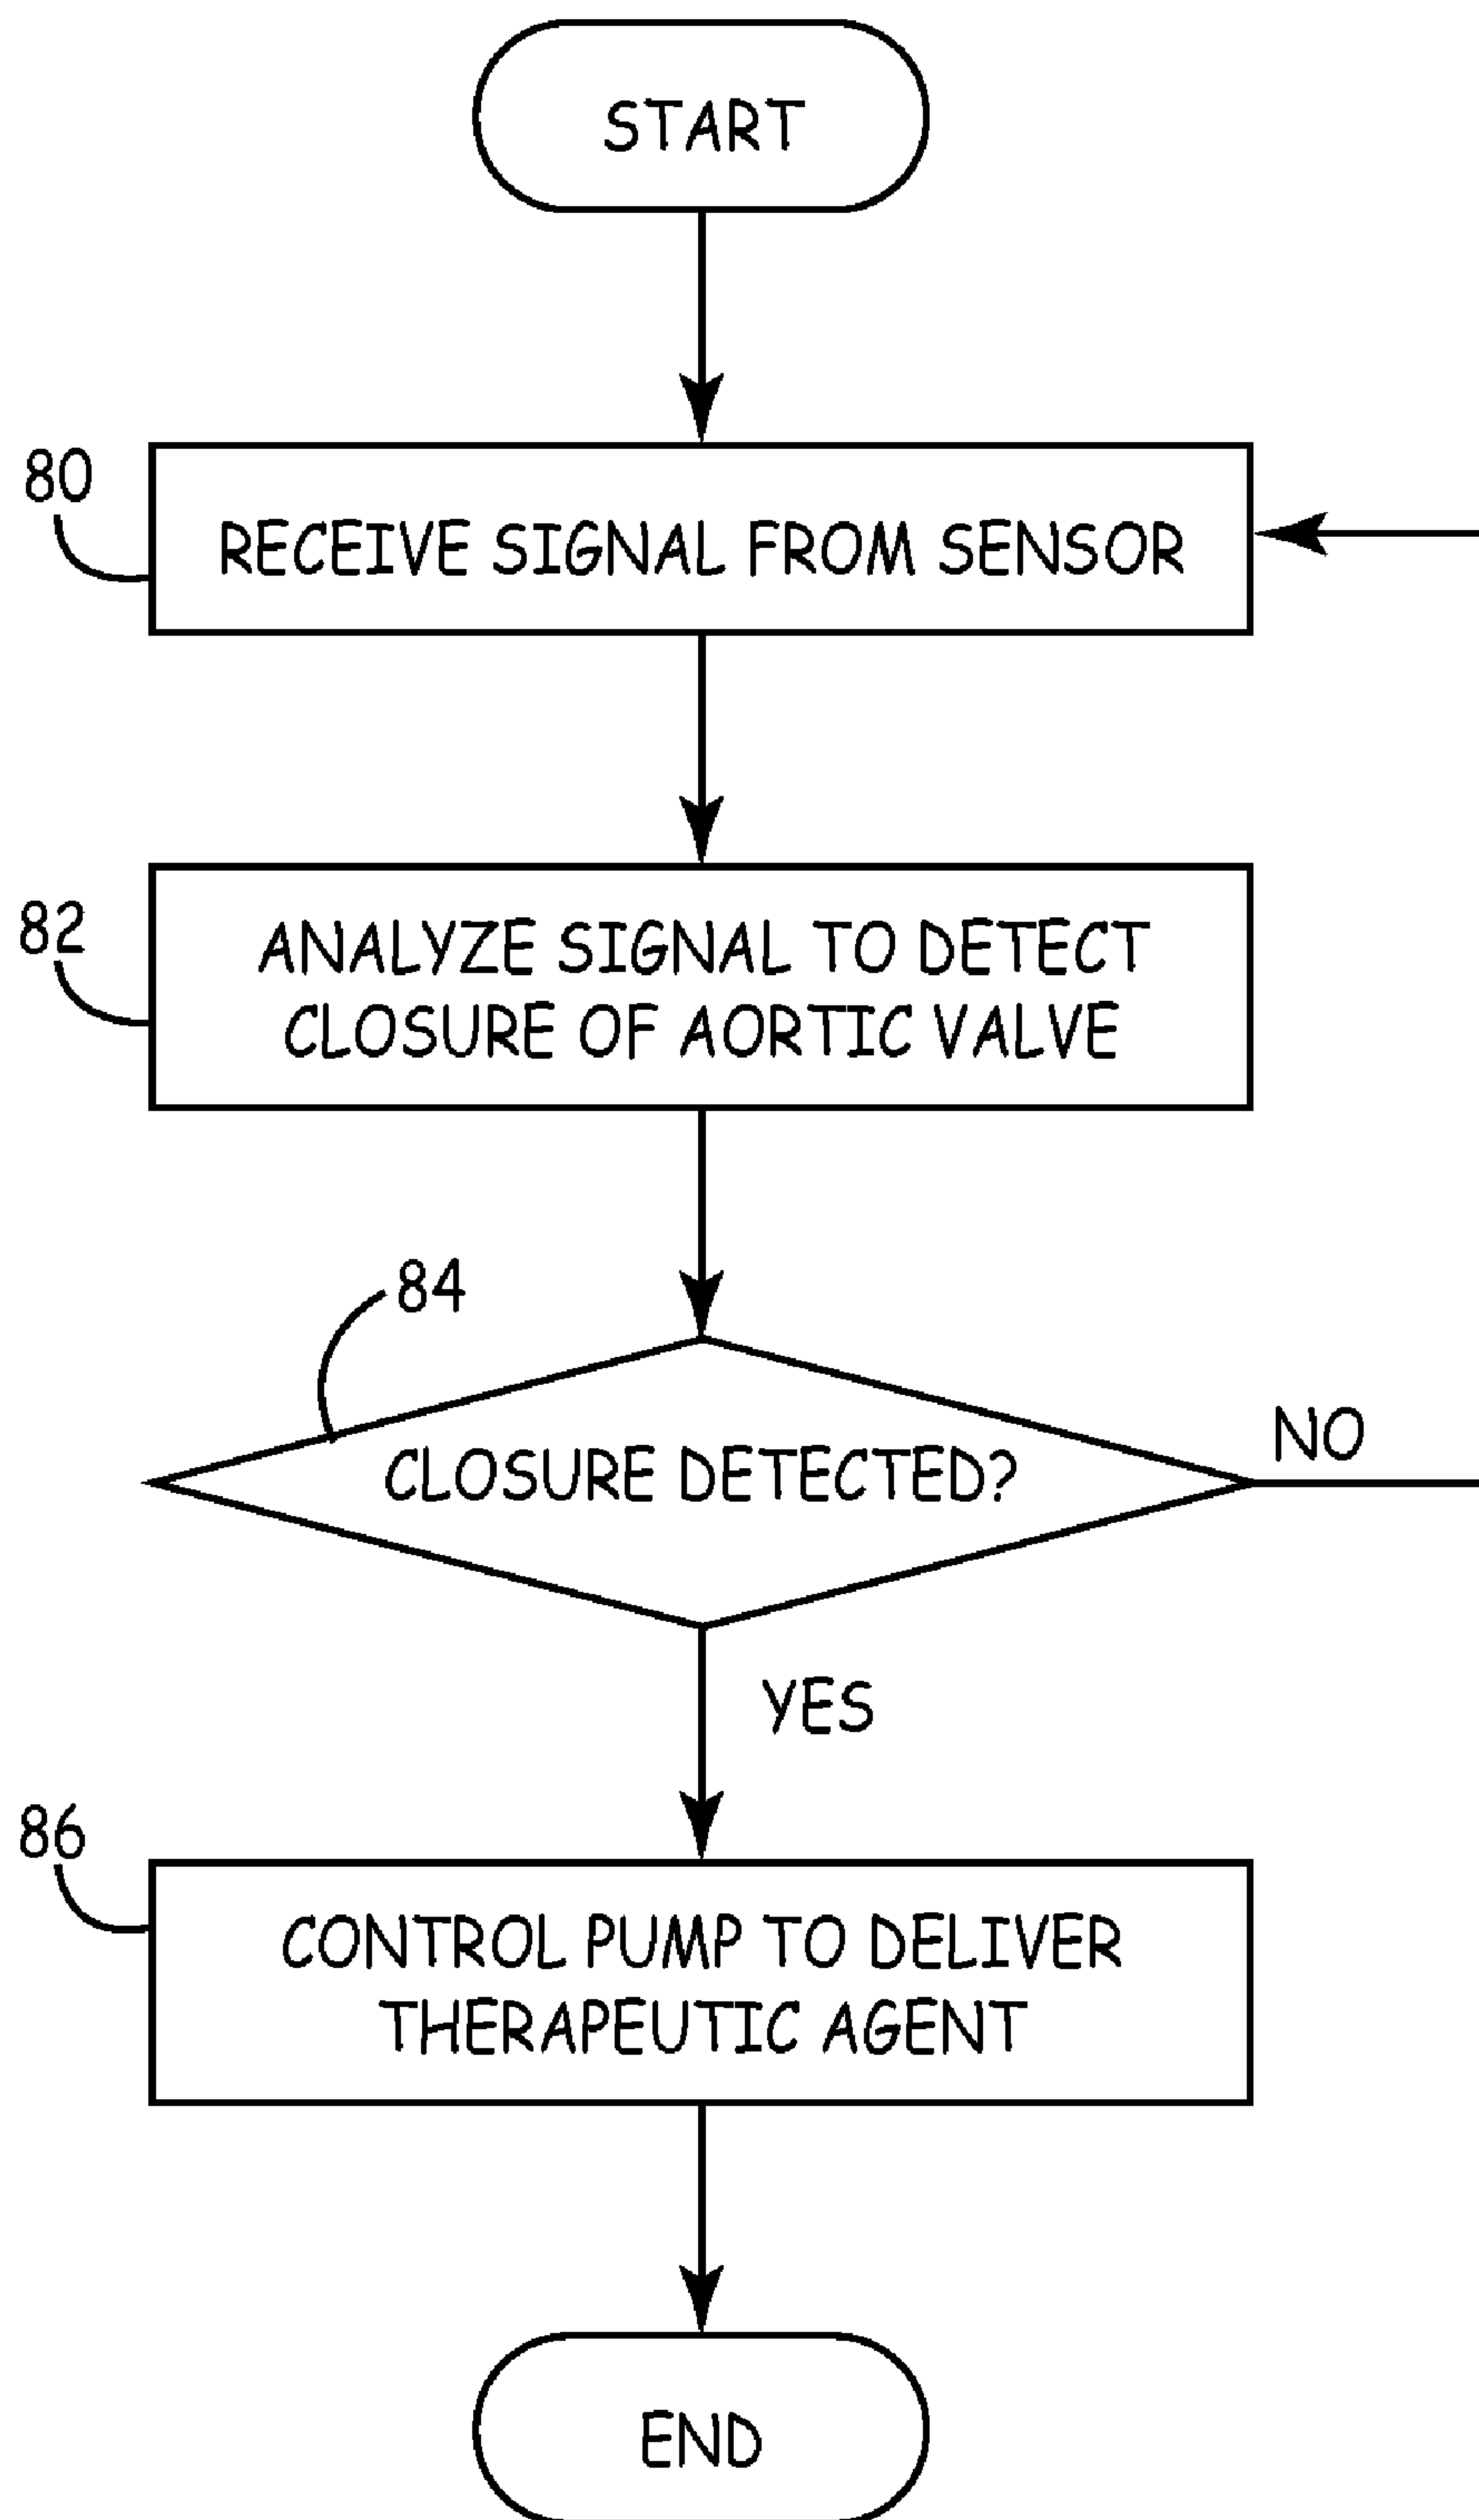 START
80
RECEIVE SIGNAL FROM SENSOR
82
ANALYZE SIGNAL TO DETECT
CLOSURE OF AORTIC VALVE
84
CLOSURE DETECTED?
NO
YES
86
CONTROL PUMP TO DELIVER
THERAPEUTIC AGENT
END